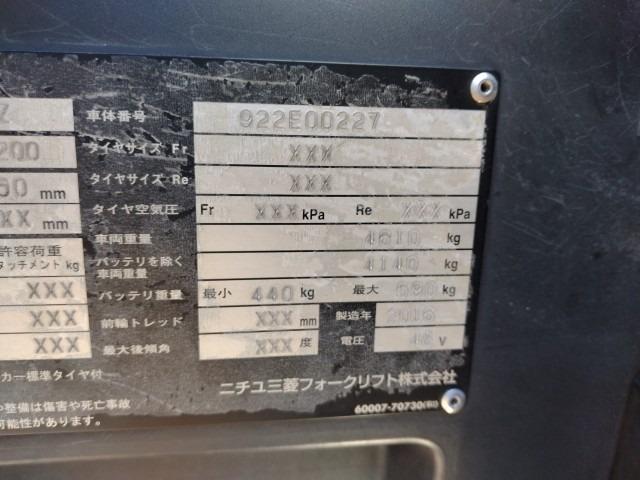 Z 車体番号 922E00227
200 タイヤサイズ Fr XXX
50 mm タイヤサイズ Re XXX
XX mm タイヤ空気圧 Fr XXX kPa Re XXX kPa
許容荷重 車両重量 4810 kg
タッチメント kg バッテリを除く車両重量 4140 kg
XXX バッテリ重量 最小 440 kg 最大 kg
XXX 前輪トレッド XXX mm 製造年 2016
XXX 最大後傾角 XXX 度 電圧 48 V
カー標準タイヤ付
ニチユ三菱フォークリフト株式会社
や整備は傷害や死亡事故
可能性があります。
60007-70730